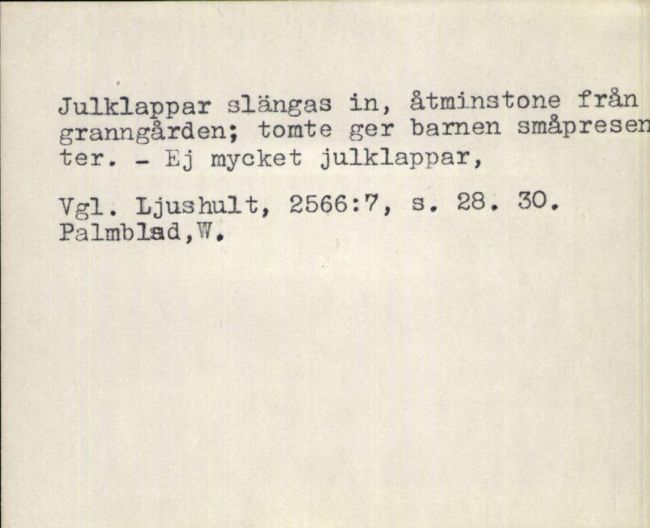 Julklappar slängas in, åtminstone från
granngården; tomte ger barnen småpresen
ter. - Ej mycket julklappar,
Vgl. Ljushult, 2566:7, s. 28. 30.
Palmblad,W.